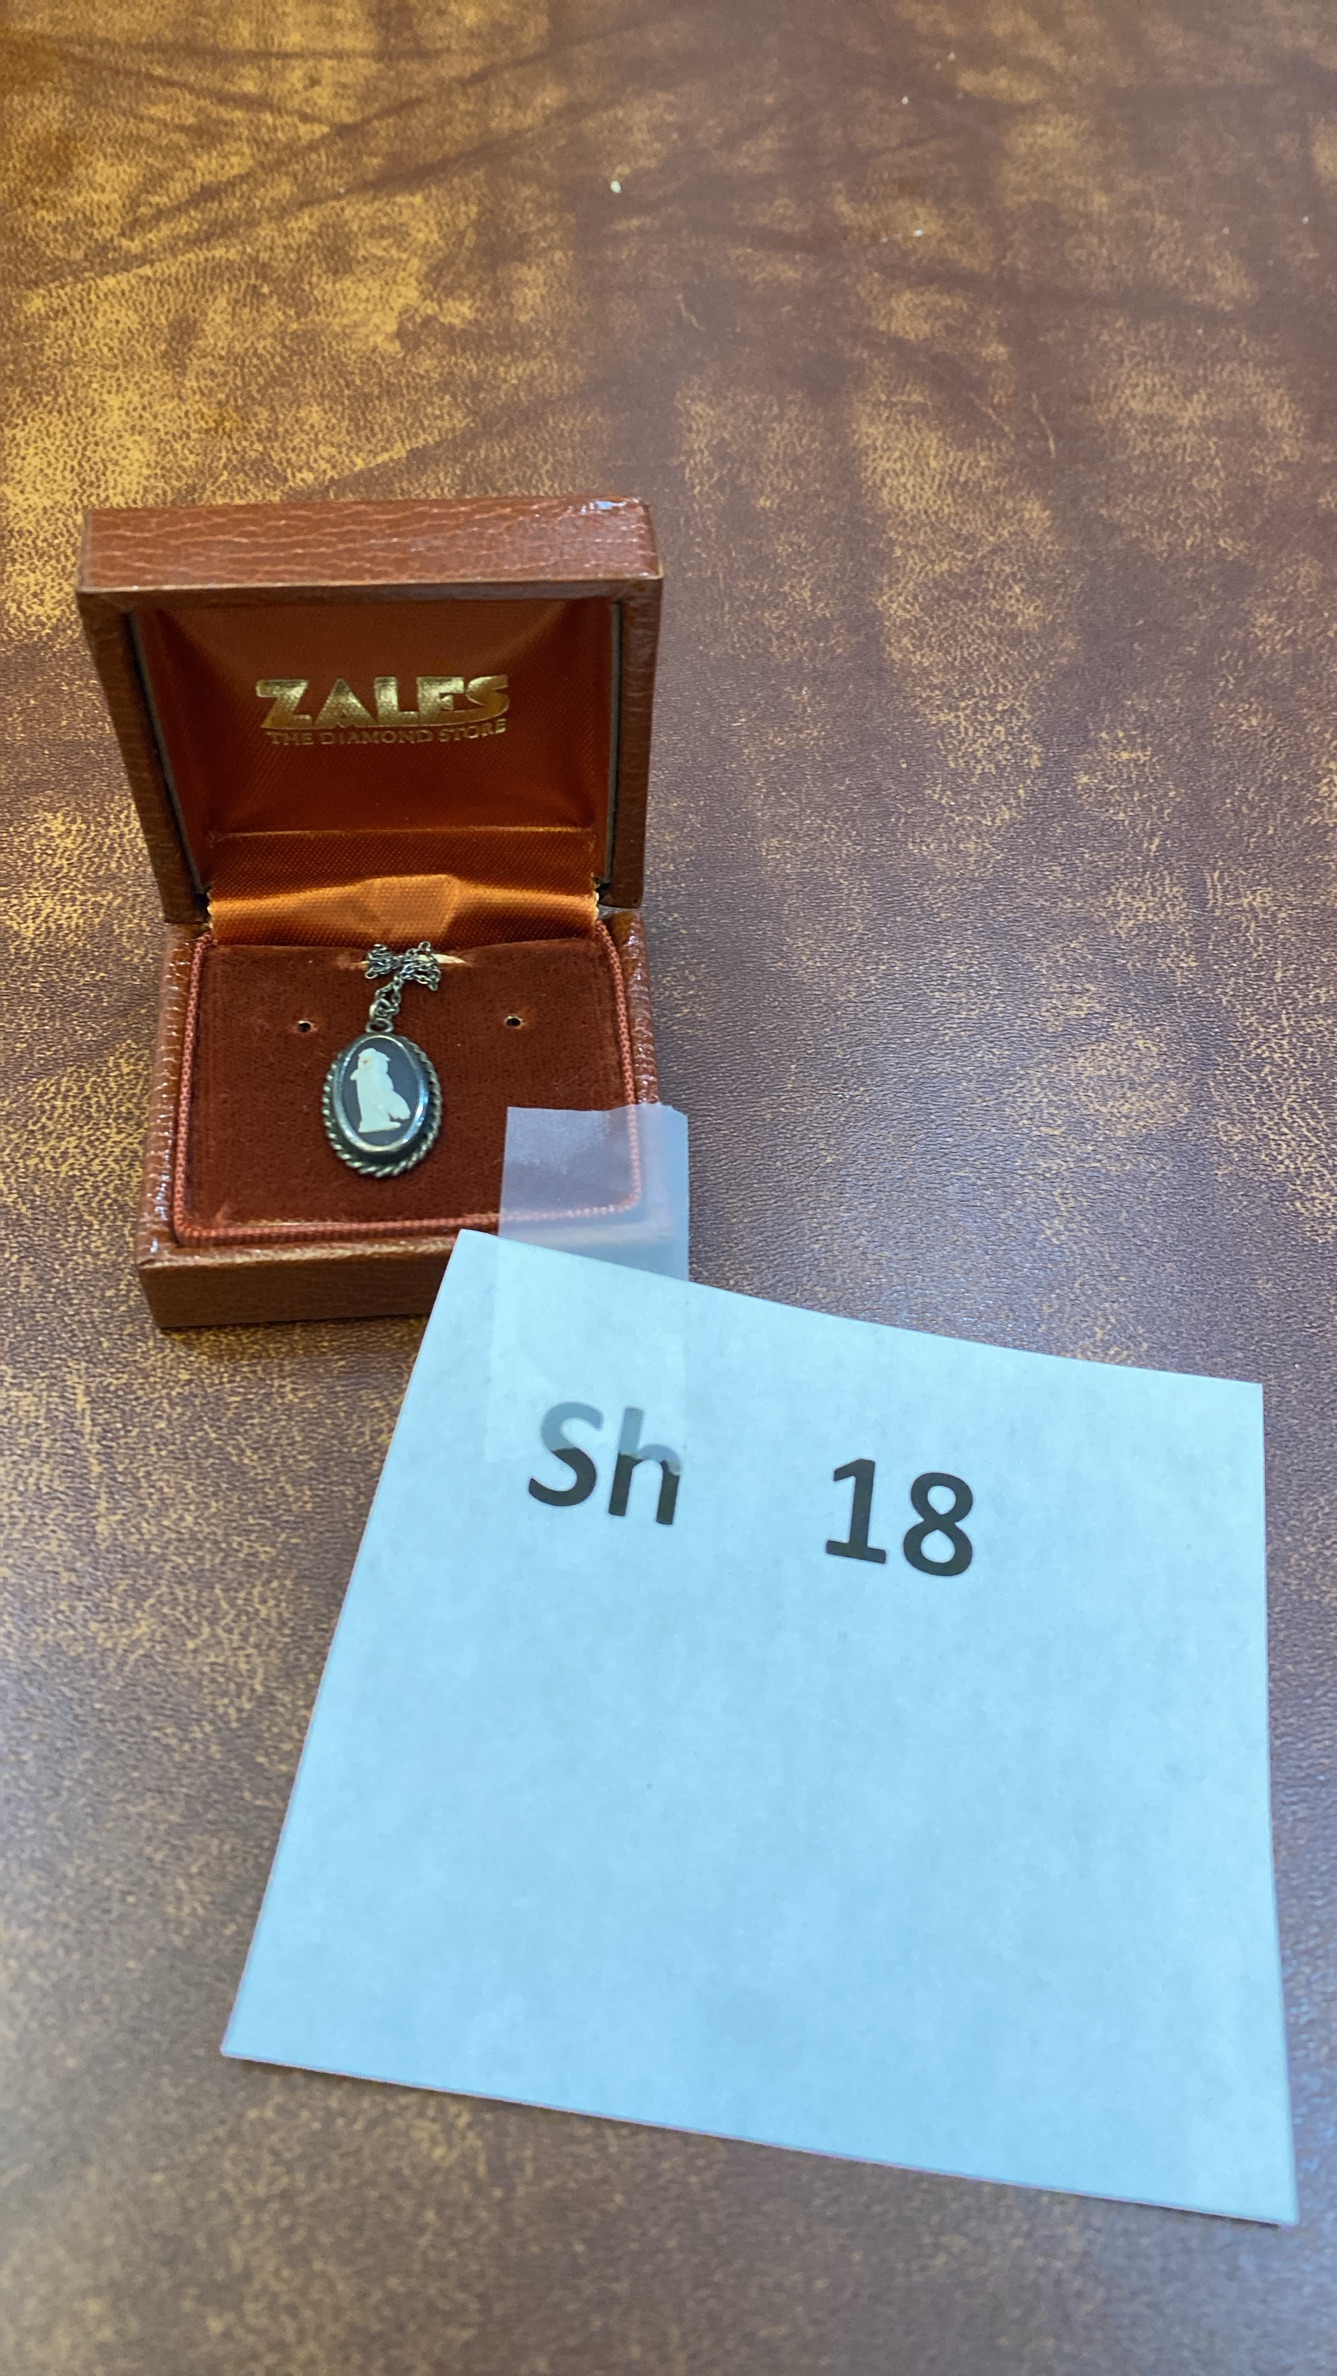 ZALES
THE DIAMOND STORE
Sh 18